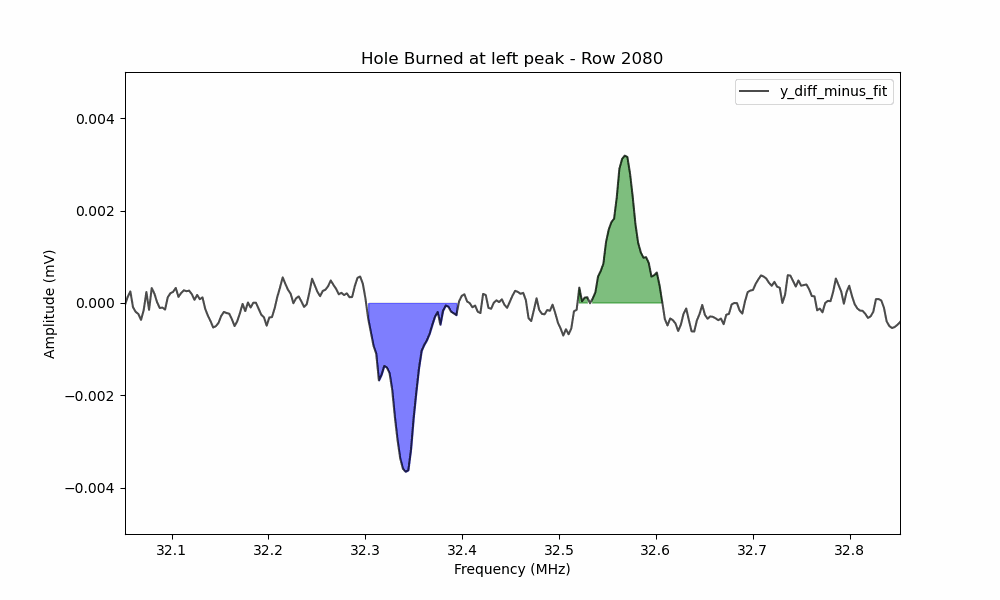 Hole Burned at left peak - Row 2080
y_diff_minus_fit
0.004
0.002
0.000
−0.002
−0.004
Amplitude (mV)
32.1 32.2 32.3 32.4 32.5 32.6 32.7 32.8
Frequency (MHz)